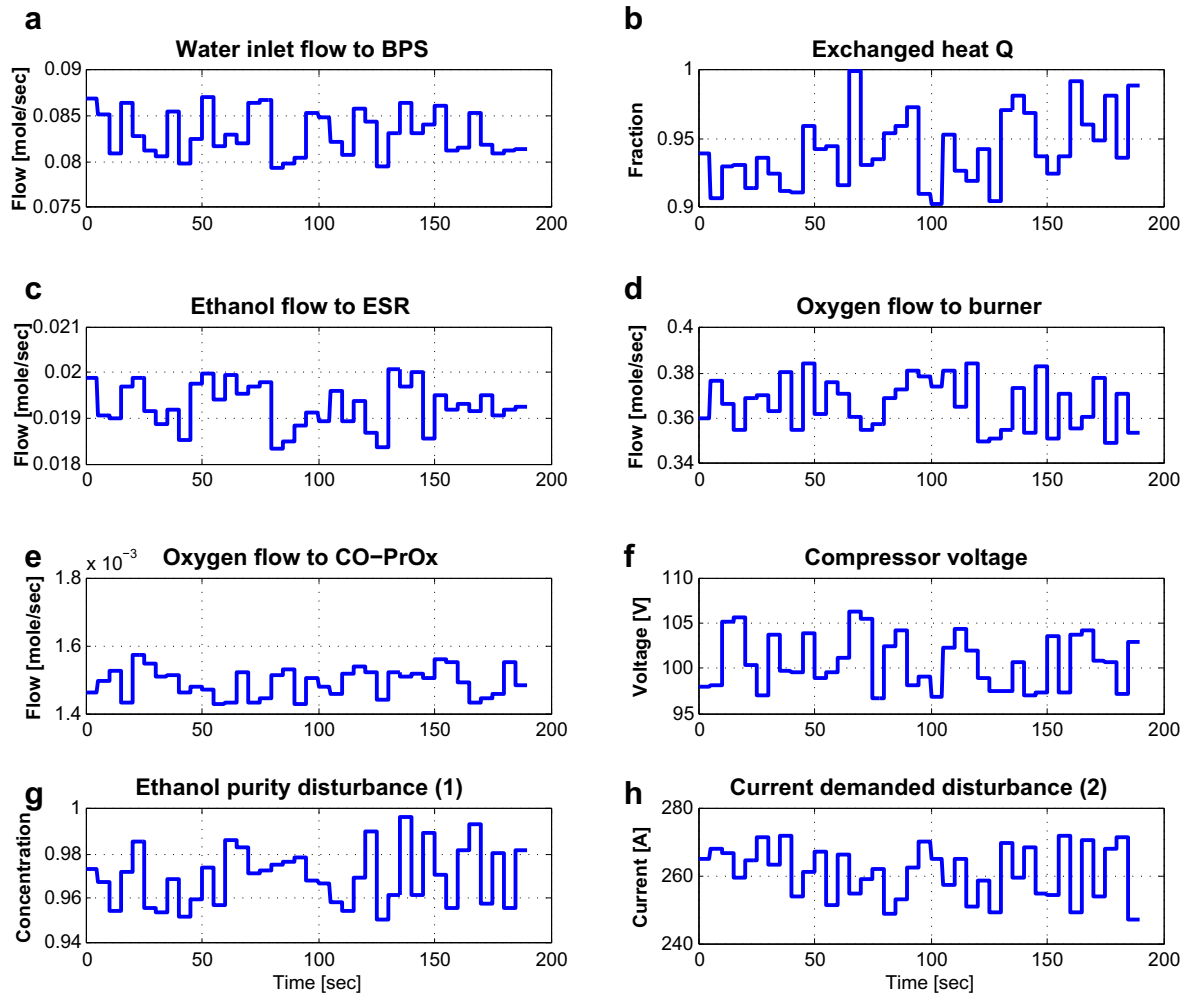 a
Water inlet flow to BPS
Flow [mole/sec]
0.09
0.085
0.08
0.075
0 50 100 150 200
b
Exchanged heat Q
Fraction
1
0.95
0.9
0 50 100 150 200
c
Ethanol flow to ESR
Flow [mole/sec]
0.021
0.02
0.019
0.018
0 50 100 150 200
d
Oxygen flow to burner
Flow [mole/sec]
0.4
0.38
0.36
0.34
0 50 100 150 200
e
Oxygen flow to CO−PrOx
x 10⁻³
Flow [mole/sec]
1.8
1.6
1.4
0 50 100 150 200
f
Compressor voltage
Voltage [V]
110
105
100
95
0 50 100 150 200
g
Ethanol purity disturbance (1)
Concentration
1
0.98
0.96
0.94
0 50 100 150 200
Time [sec]
h
Current demanded disturbance (2)
Current [A]
280
260
240
0 50 100 150 200
Time [sec]